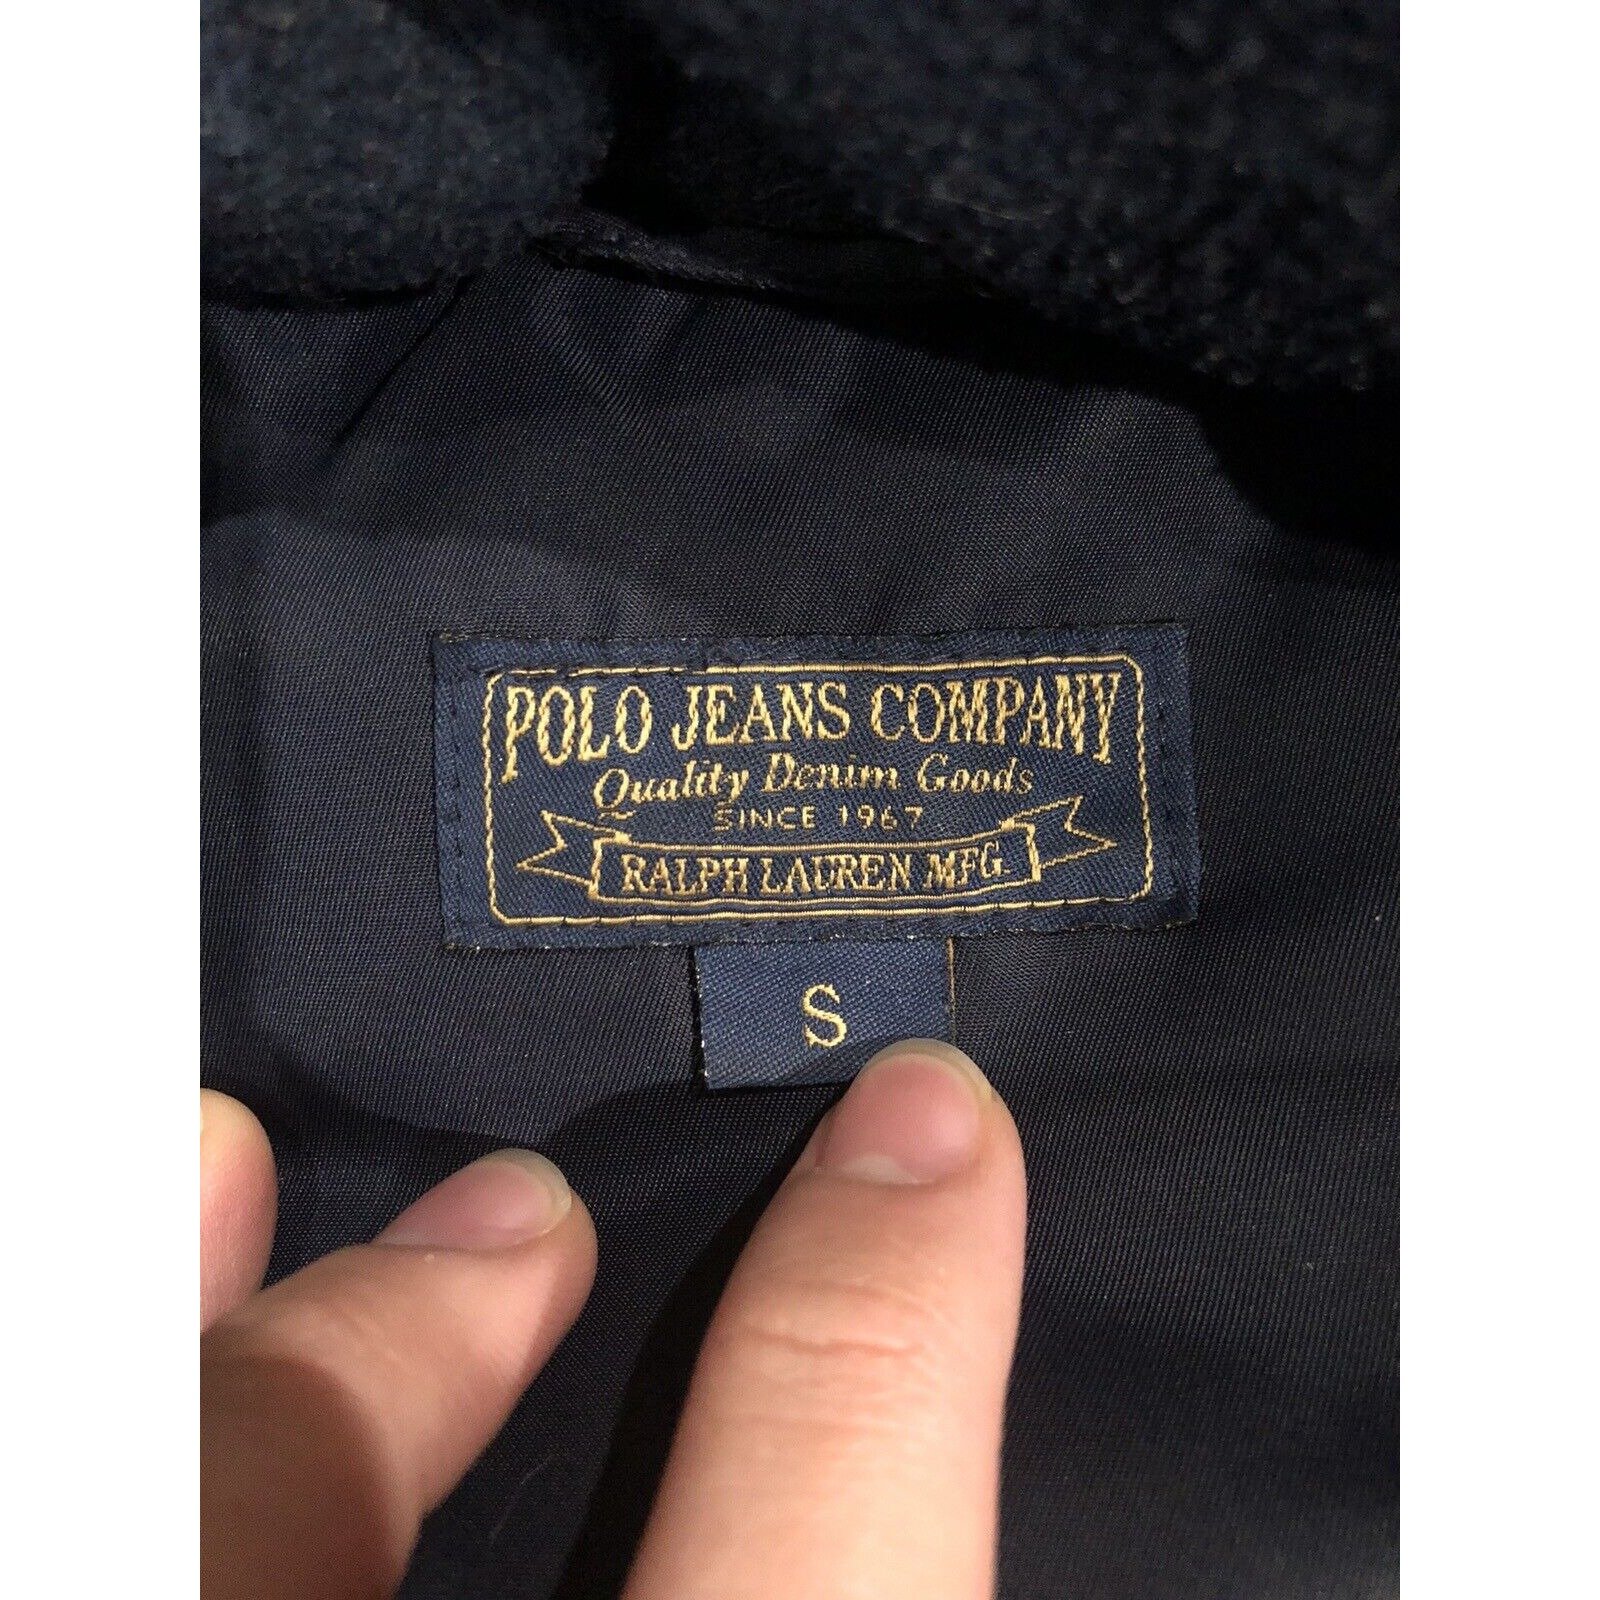 POLO JEANS COMPANY
Quality Denim Goods
SINCE 1967
RALPH LAUREN MFG.
S